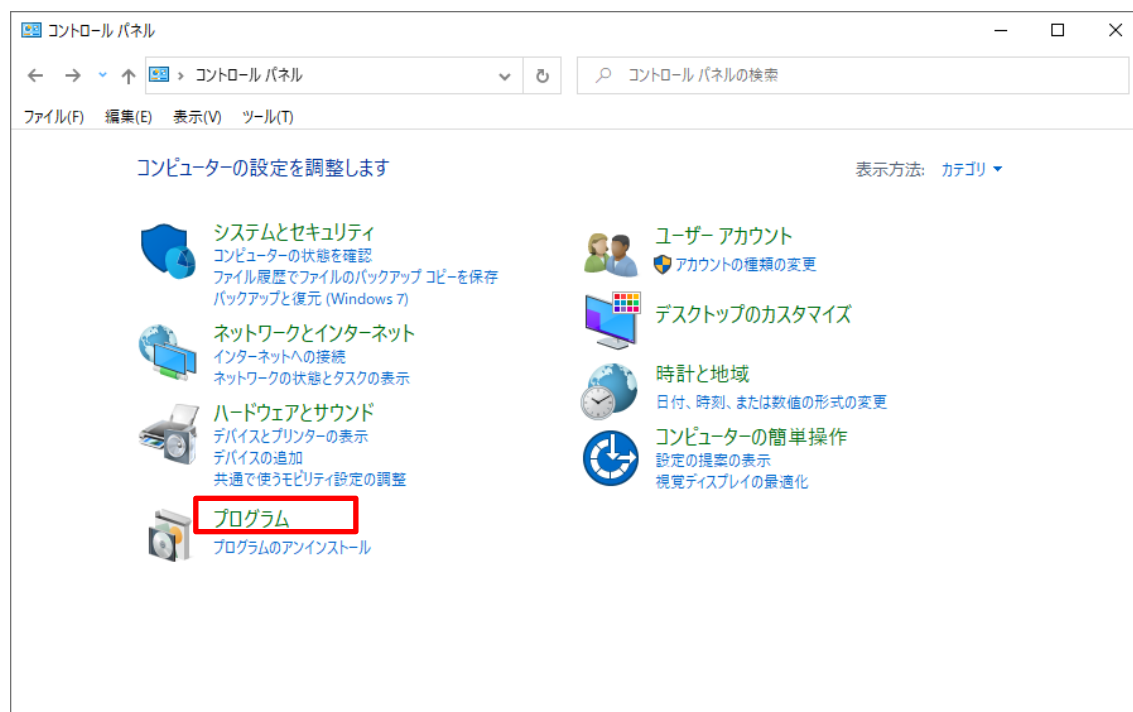 コントロール パネル
コントロール パネル
コントロール パネルの検索
ファイル(F) 編集(E) 表示(V) ツール(T)
コンピューターの設定を調整します
表示方法: カテゴリ
システムとセキュリティ
コンピューターの状態を確認
ファイル履歴でファイルのバックアップ コピーを保存
バックアップと復元 (Windows 7)
ネットワークとインターネット
インターネットへの接続
ネットワークの状態とタスクの表示
ハードウェアとサウンド
デバイスとプリンターの表示
デバイスの追加
共通で使うモビリティ設定の調整
プログラム
プログラムのアンインストール
ユーザー アカウント
アカウントの種類の変更
デスクトップのカスタマイズ
時計と地域
日付、時刻、または数値の形式の変更
コンピューターの簡単操作
設定の提案の表示
視覚ディスプレイの最適化